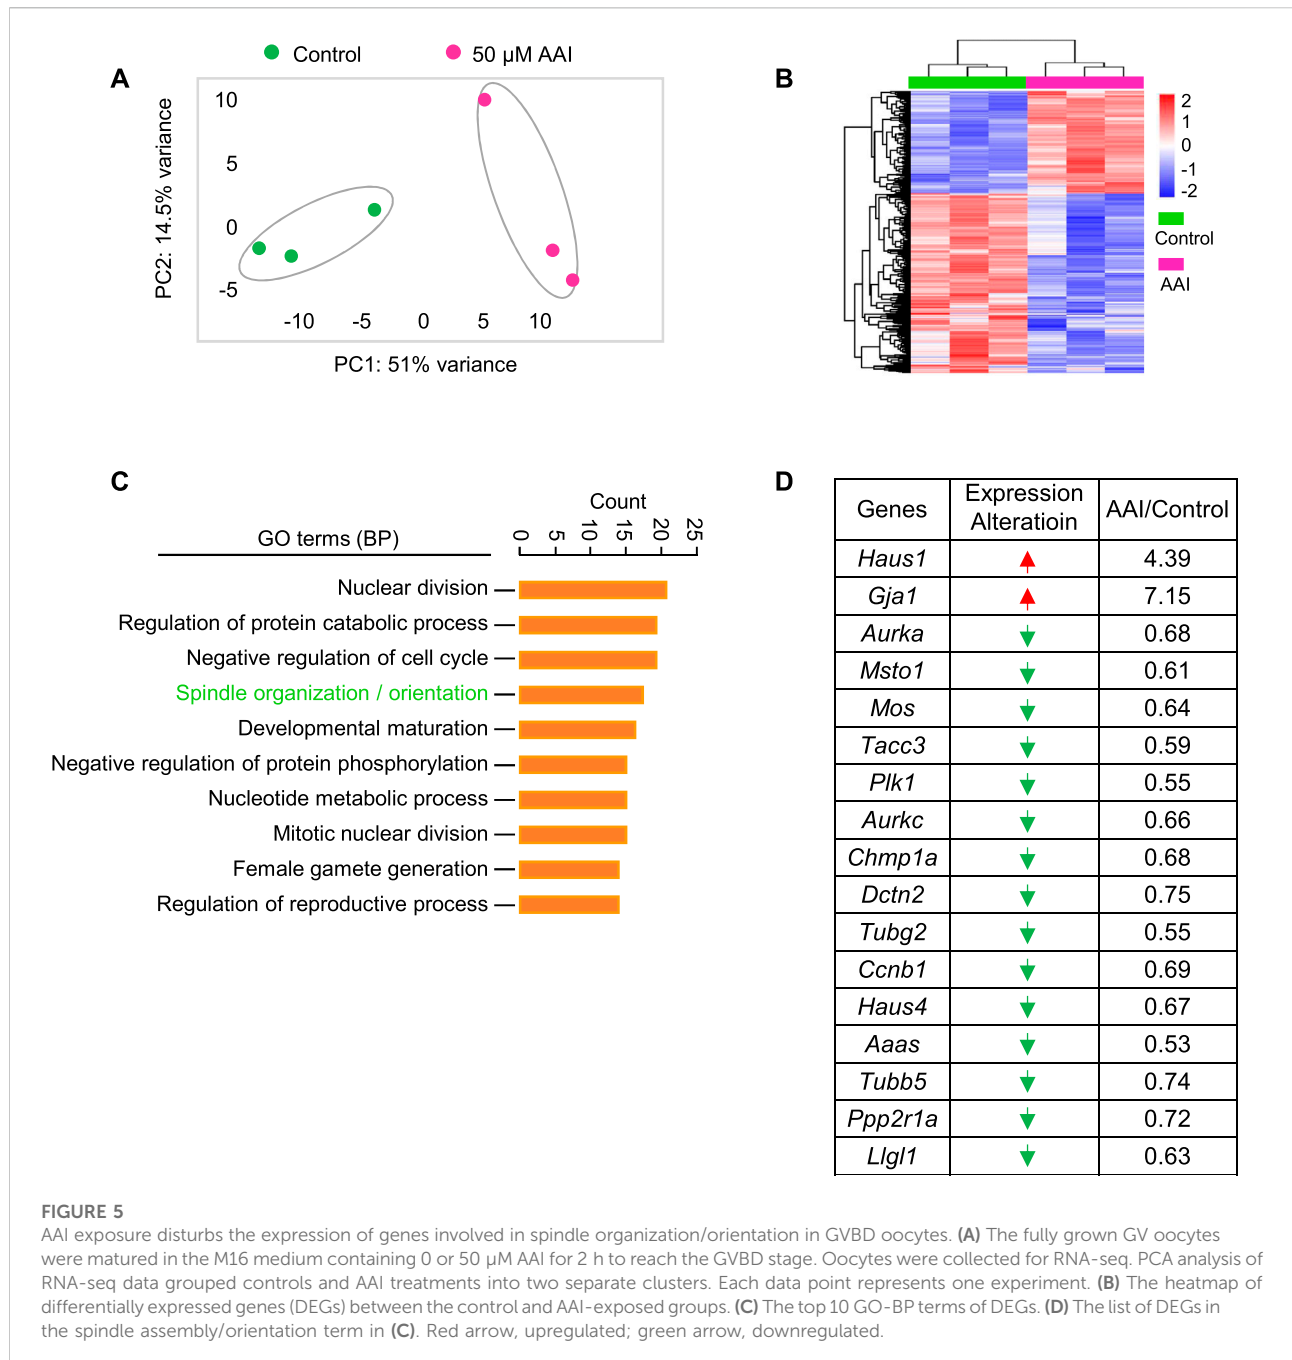 Control
50 µM AAI
A
PC2: 14.5% variance
10
5
0
-5
-10
-5
0
5
10
PC1: 51% variance
B
2
1
0
-1
-2
Control
AAI
C
Count
GO terms (BP)
0
5
10
15
20
25
Nuclear division
Regulation of protein catabolic process
Negative regulation of cell cycle
Spindle organization / orientation
Developmental maturation
Negative regulation of protein phosphorylation
Nucleotide metabolic process
Mitotic nuclear division
Female gamete generation
Regulation of reproductive process
D
Genes Expression Alteratioin AAI/Control
Haus1 4.39
Gja1 7.15
Aurka 0.68
Msto1 0.61
Mos 0.64
Tacc3 0.59
Plk1 0.55
Aurkc 0.66
Chmp1a 0.68
Dctn2 0.75
Tubg2 0.55
Ccnb1 0.69
Haus4 0.67
Aaas 0.53
Tubb5 0.74
Ppp2r1a 0.72
Llgl1 0.63
FIGURE 5
AAI exposure disturbs the expression of genes involved in spindle organization/orientation in GVBD oocytes. (A) The fully grown GV oocytes
were matured in the M16 medium containing 0 or 50 µM AAI for 2 h to reach the GVBD stage. Oocytes were collected for RNA-seq. PCA analysis of
RNA-seq data grouped controls and AAI treatments into two separate clusters. Each data point represents one experiment. (B) The heatmap of
differentially expressed genes (DEGs) between the control and AAI-exposed groups. (C) The top 10 GO-BP terms of DEGs. (D) The list of DEGs in
the spindle assembly/orientation term in (C). Red arrow, upregulated; green arrow, downregulated.